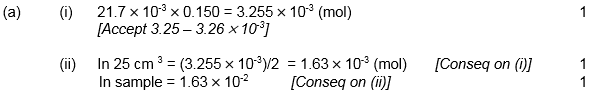 (a) (i) 21.7 × 10⁻³ × 0.150 = 3.255 × 10⁻³ (mol) 1
[Accept 3.25 – 3.26 × 10⁻³]
(ii) In 25 cm ³ = (3.255 × 10⁻³)/2 = 1.63 × 10⁻³ (mol) [Conseq on (i)] 1
In sample = 1.63 × 10⁻² [Conseq on (ii)] 1